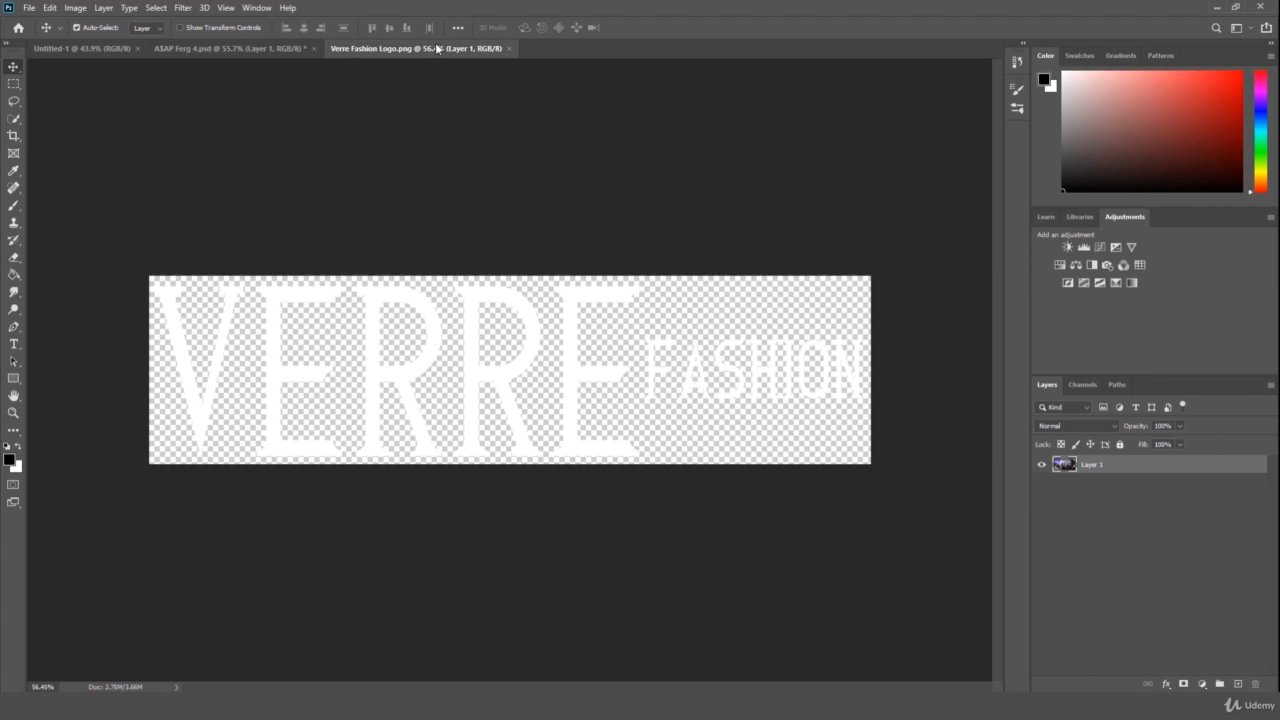 Ps File Edit Image Layer Type Select Filter 3D View Window Help
Auto-Select: Layer Show Transform Controls 3D Mode:
Untitled-1 @ 43.9% (RGB/8) × A$AP Ferg 4.psd @ 55.7% (Layer 1, RGB/8) * × Verre Fashion Logo.png @ 56.4 (Layer 1, RGB/8) ×
Color Swatches Gradients Patterns
Learn Libraries Adjustments
Add an adjustment
VERRE FASHION
Layers Channels Paths
Kind
Normal Opacity: 100%
Lock: Fill: 100%
Layer 1
56.45% Doc: 2.75M/3.66M
Udemy